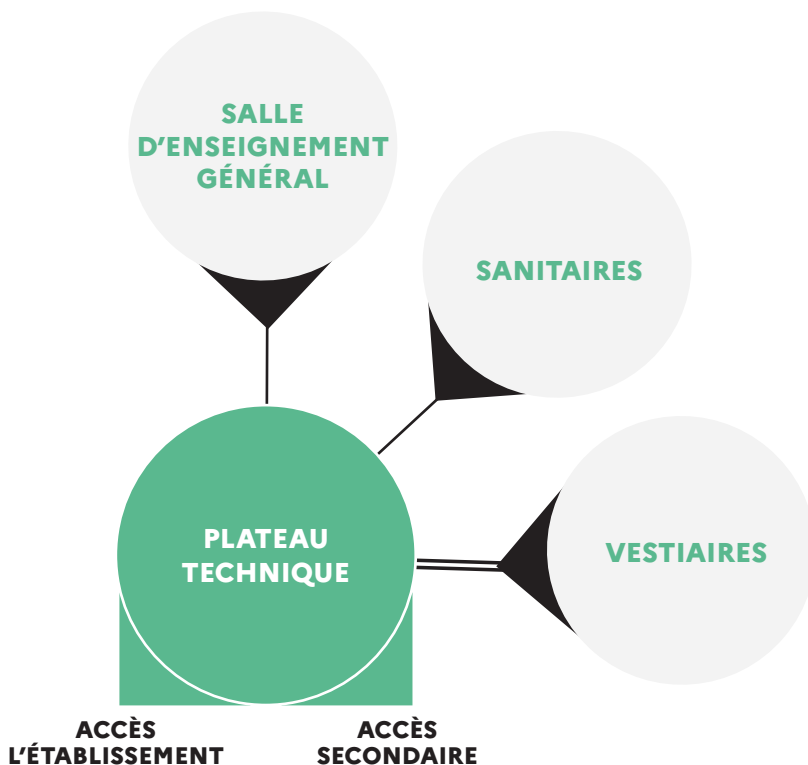 SALLE
D'ENSEIGNEMENT
GÉNÉRAL
SANITAIRES
PLATEAU
TECHNIQUE
VESTIAIRES
ACCÈS
L'ÉTABLISSEMENT
ACCÈS
SECONDAIRE